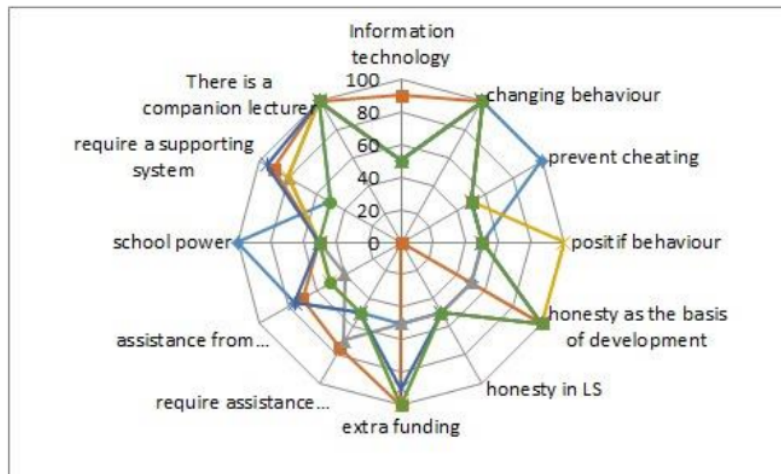 Information
technology
100
80
60
40
20
0
changing behaviour
prevent cheating
positif behaviour
honesty as the basis
of development
honesty in LS
extra funding
require assistance...
assistance from...
school power
require a supporting
system
There is a
companion lecturer